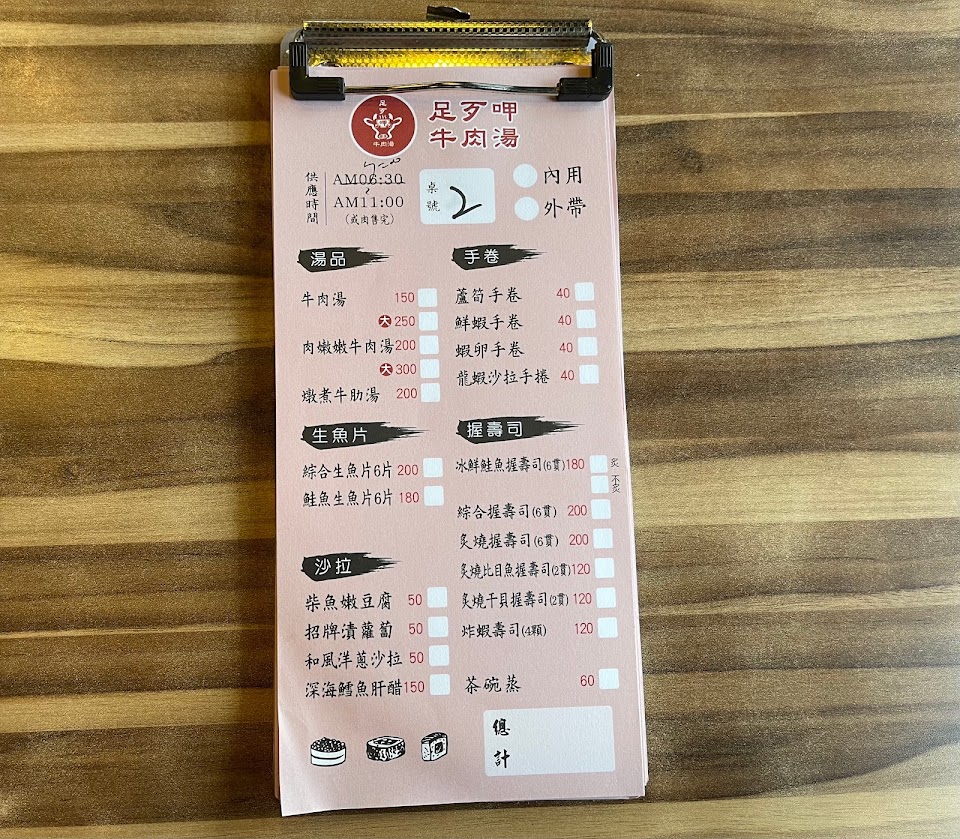 足歹
牛肉湯
足歹呷
牛肉湯
供應時間
AM06:30
AM11:00
(或肉售完)
桌號
2
內用
外帶
湯品
牛肉湯 150
大 250
肉嫩嫩牛肉湯 200
大 300
燉煮牛肋湯 200
生魚片
綜合生魚片6片 200
鮭魚生魚片6片 180
沙拉
柴魚嫩豆腐 50
招牌漬蘿蔔 50
和風洋蔥沙拉 50
深海鱈魚肝醋 150
手卷
蘆筍手卷 40
鮮蝦手卷 40
蝦卵手卷 40
龍蝦沙拉手捲 40
握壽司
冰鮮鮭魚握壽司(6貫) 180 炙
不炙
綜合握壽司(6貫) 200
炙燒握壽司(6貫) 200
炙燒比目魚握壽司(2貫) 120
炙燒干貝握壽司(2貫) 120
炸蝦壽司(4顆) 120
茶碗蒸 60
總計